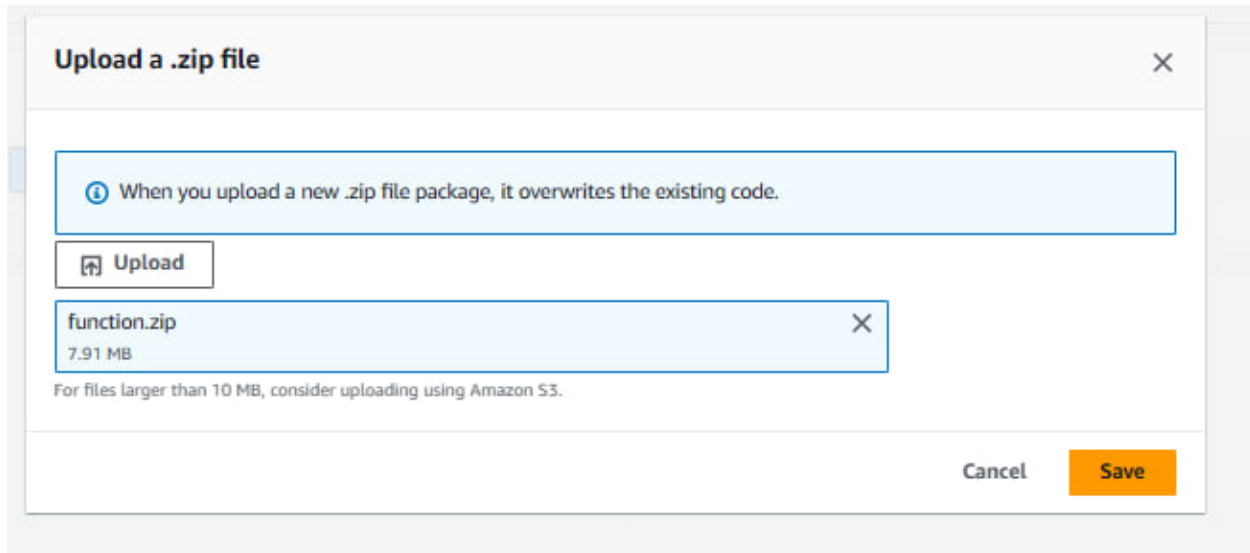 Upload a .zip file
When you upload a new .zip file package, it overwrites the existing code.
Upload
function.zip
7.91 MB
For files larger than 10 MB, consider uploading using Amazon S3.
Cancel
Save